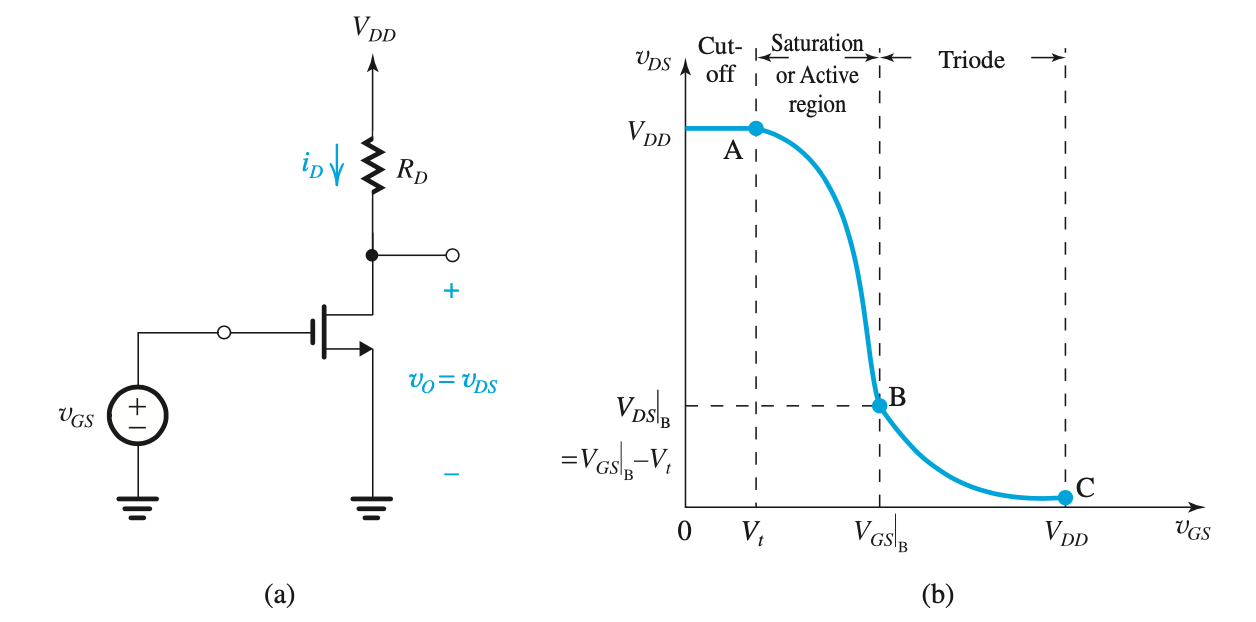 V_DD
i_D
R_D
+
v_O = v_DS
−
v_GS
+
−
(a)
v_DS
Cut-
off
Saturation
or Active
region
Triode
V_DD
A
V_DS|_B
=V_GS|_B−V_t
B
C
0
V_t
V_GS|_B
V_DD
v_GS
(b)